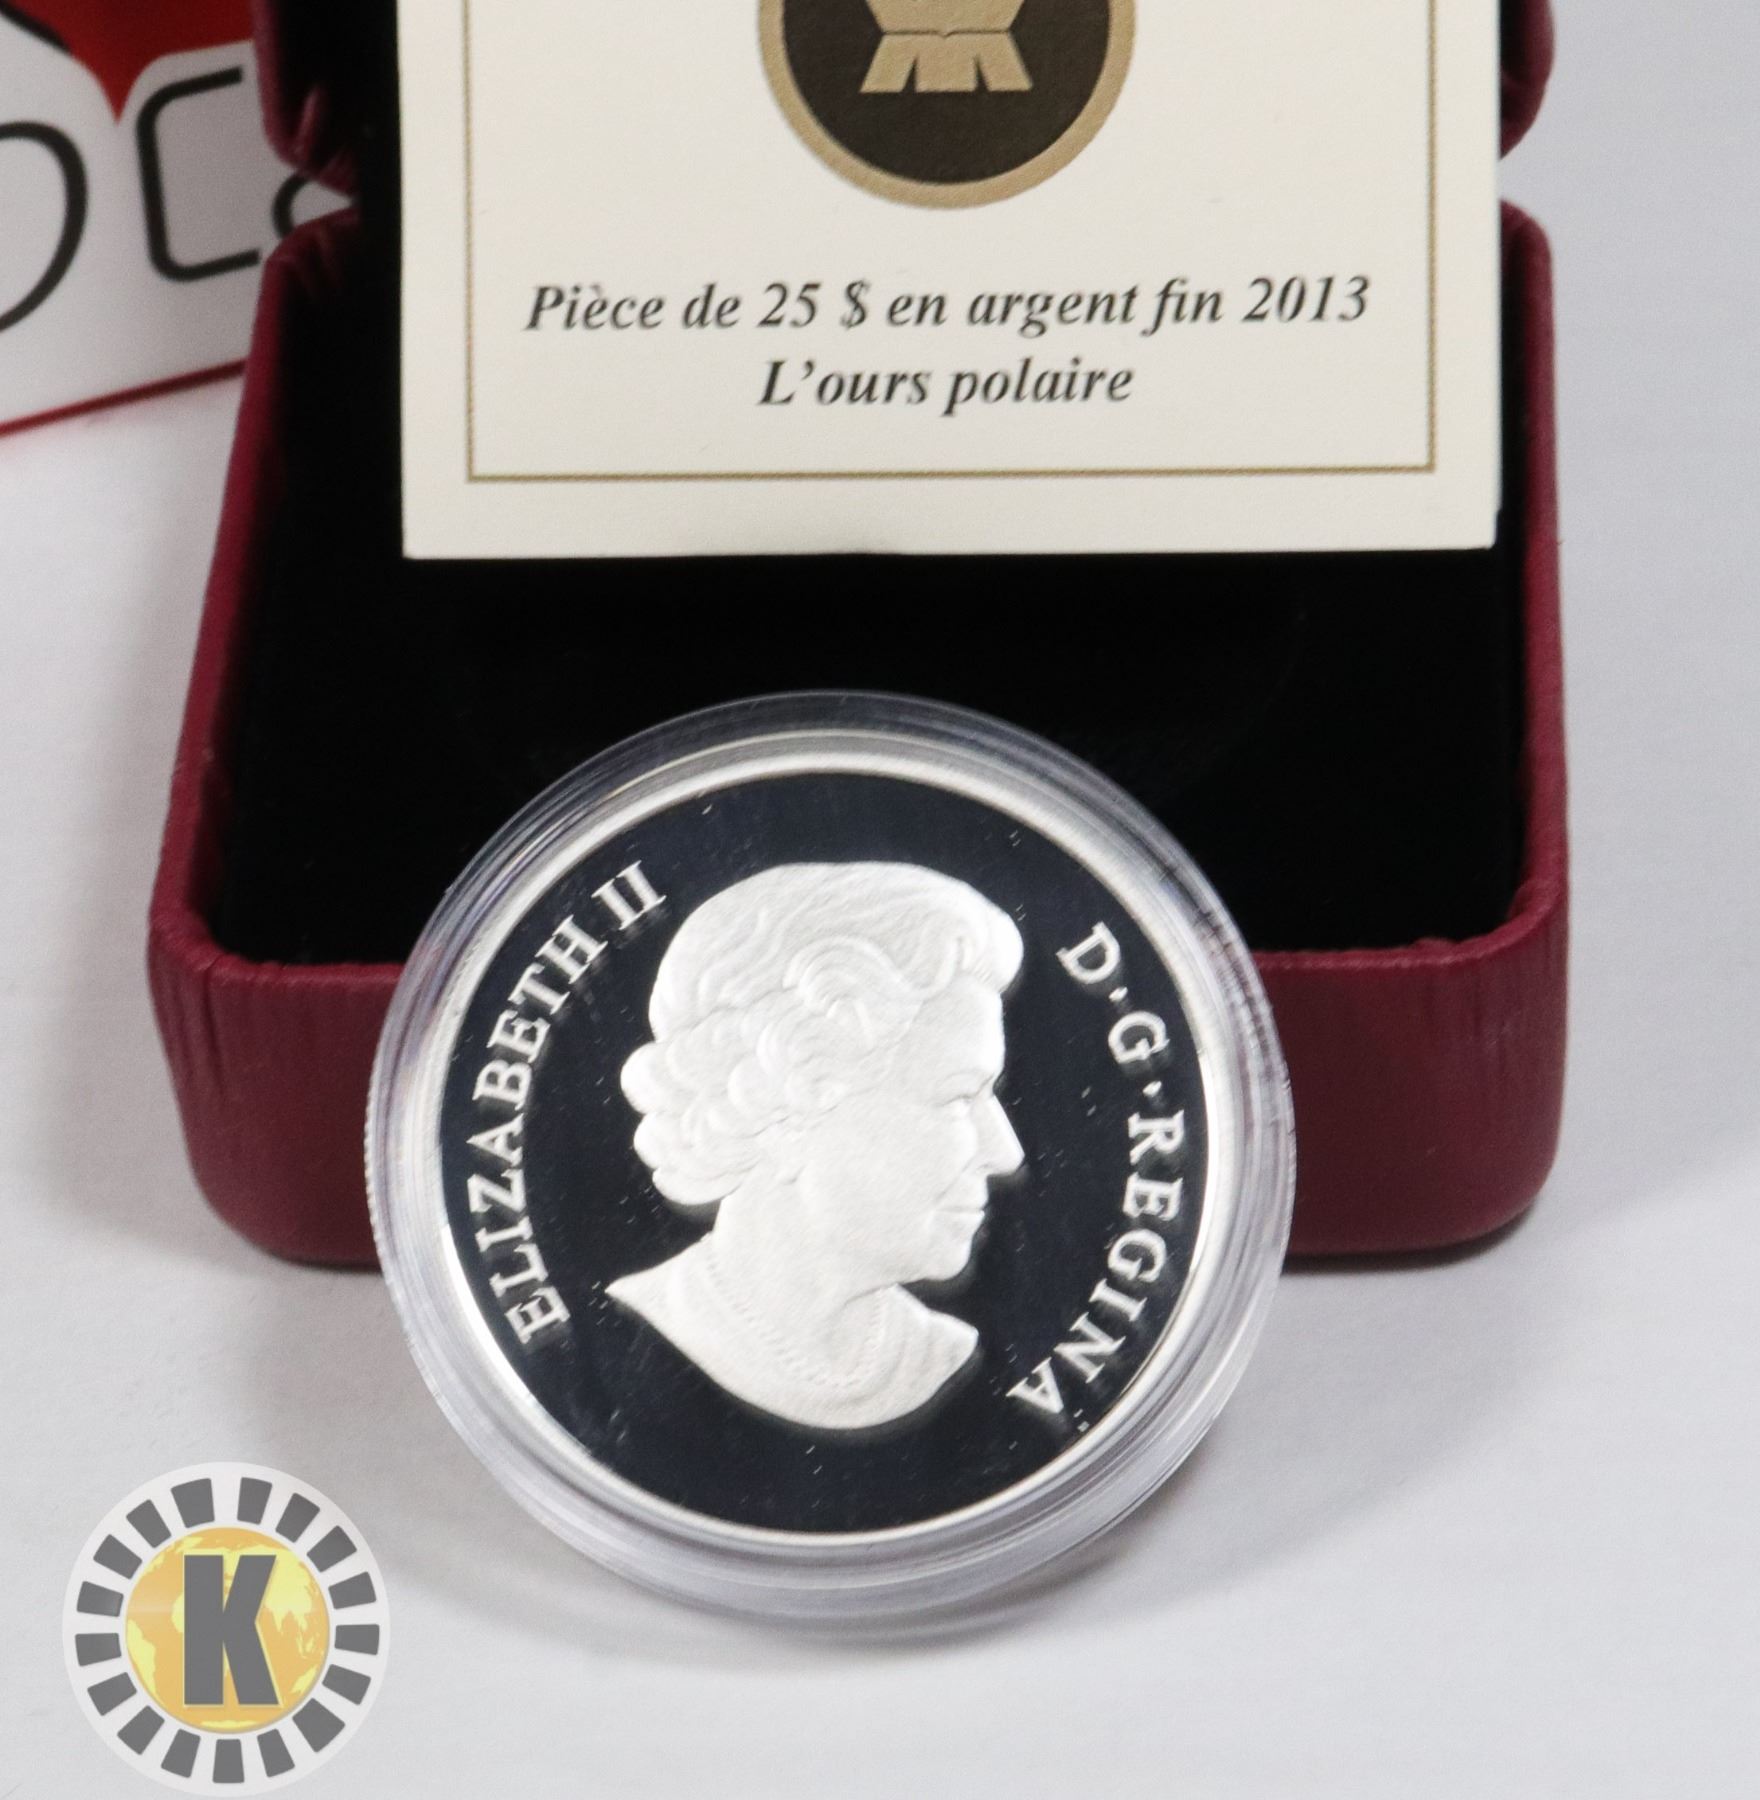 Pièce de 25 $ en argent fin 2013
L'ours polaire
ELIZABETH II
D·G·REGINA
K